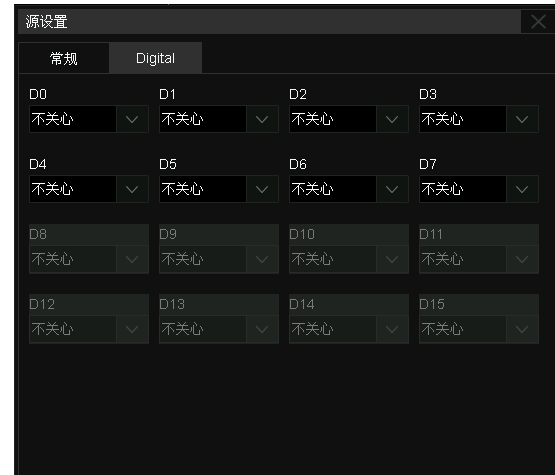 源设置
常规 Digital
D0 D1 D2 D3
不关心 不关心 不关心 不关心
D4 D5 D6 D7
不关心 不关心 不关心 不关心
D8 D9 D10 D11
不关心 不关心 不关心 不关心
D12 D13 D14 D15
不关心 不关心 不关心 不关心